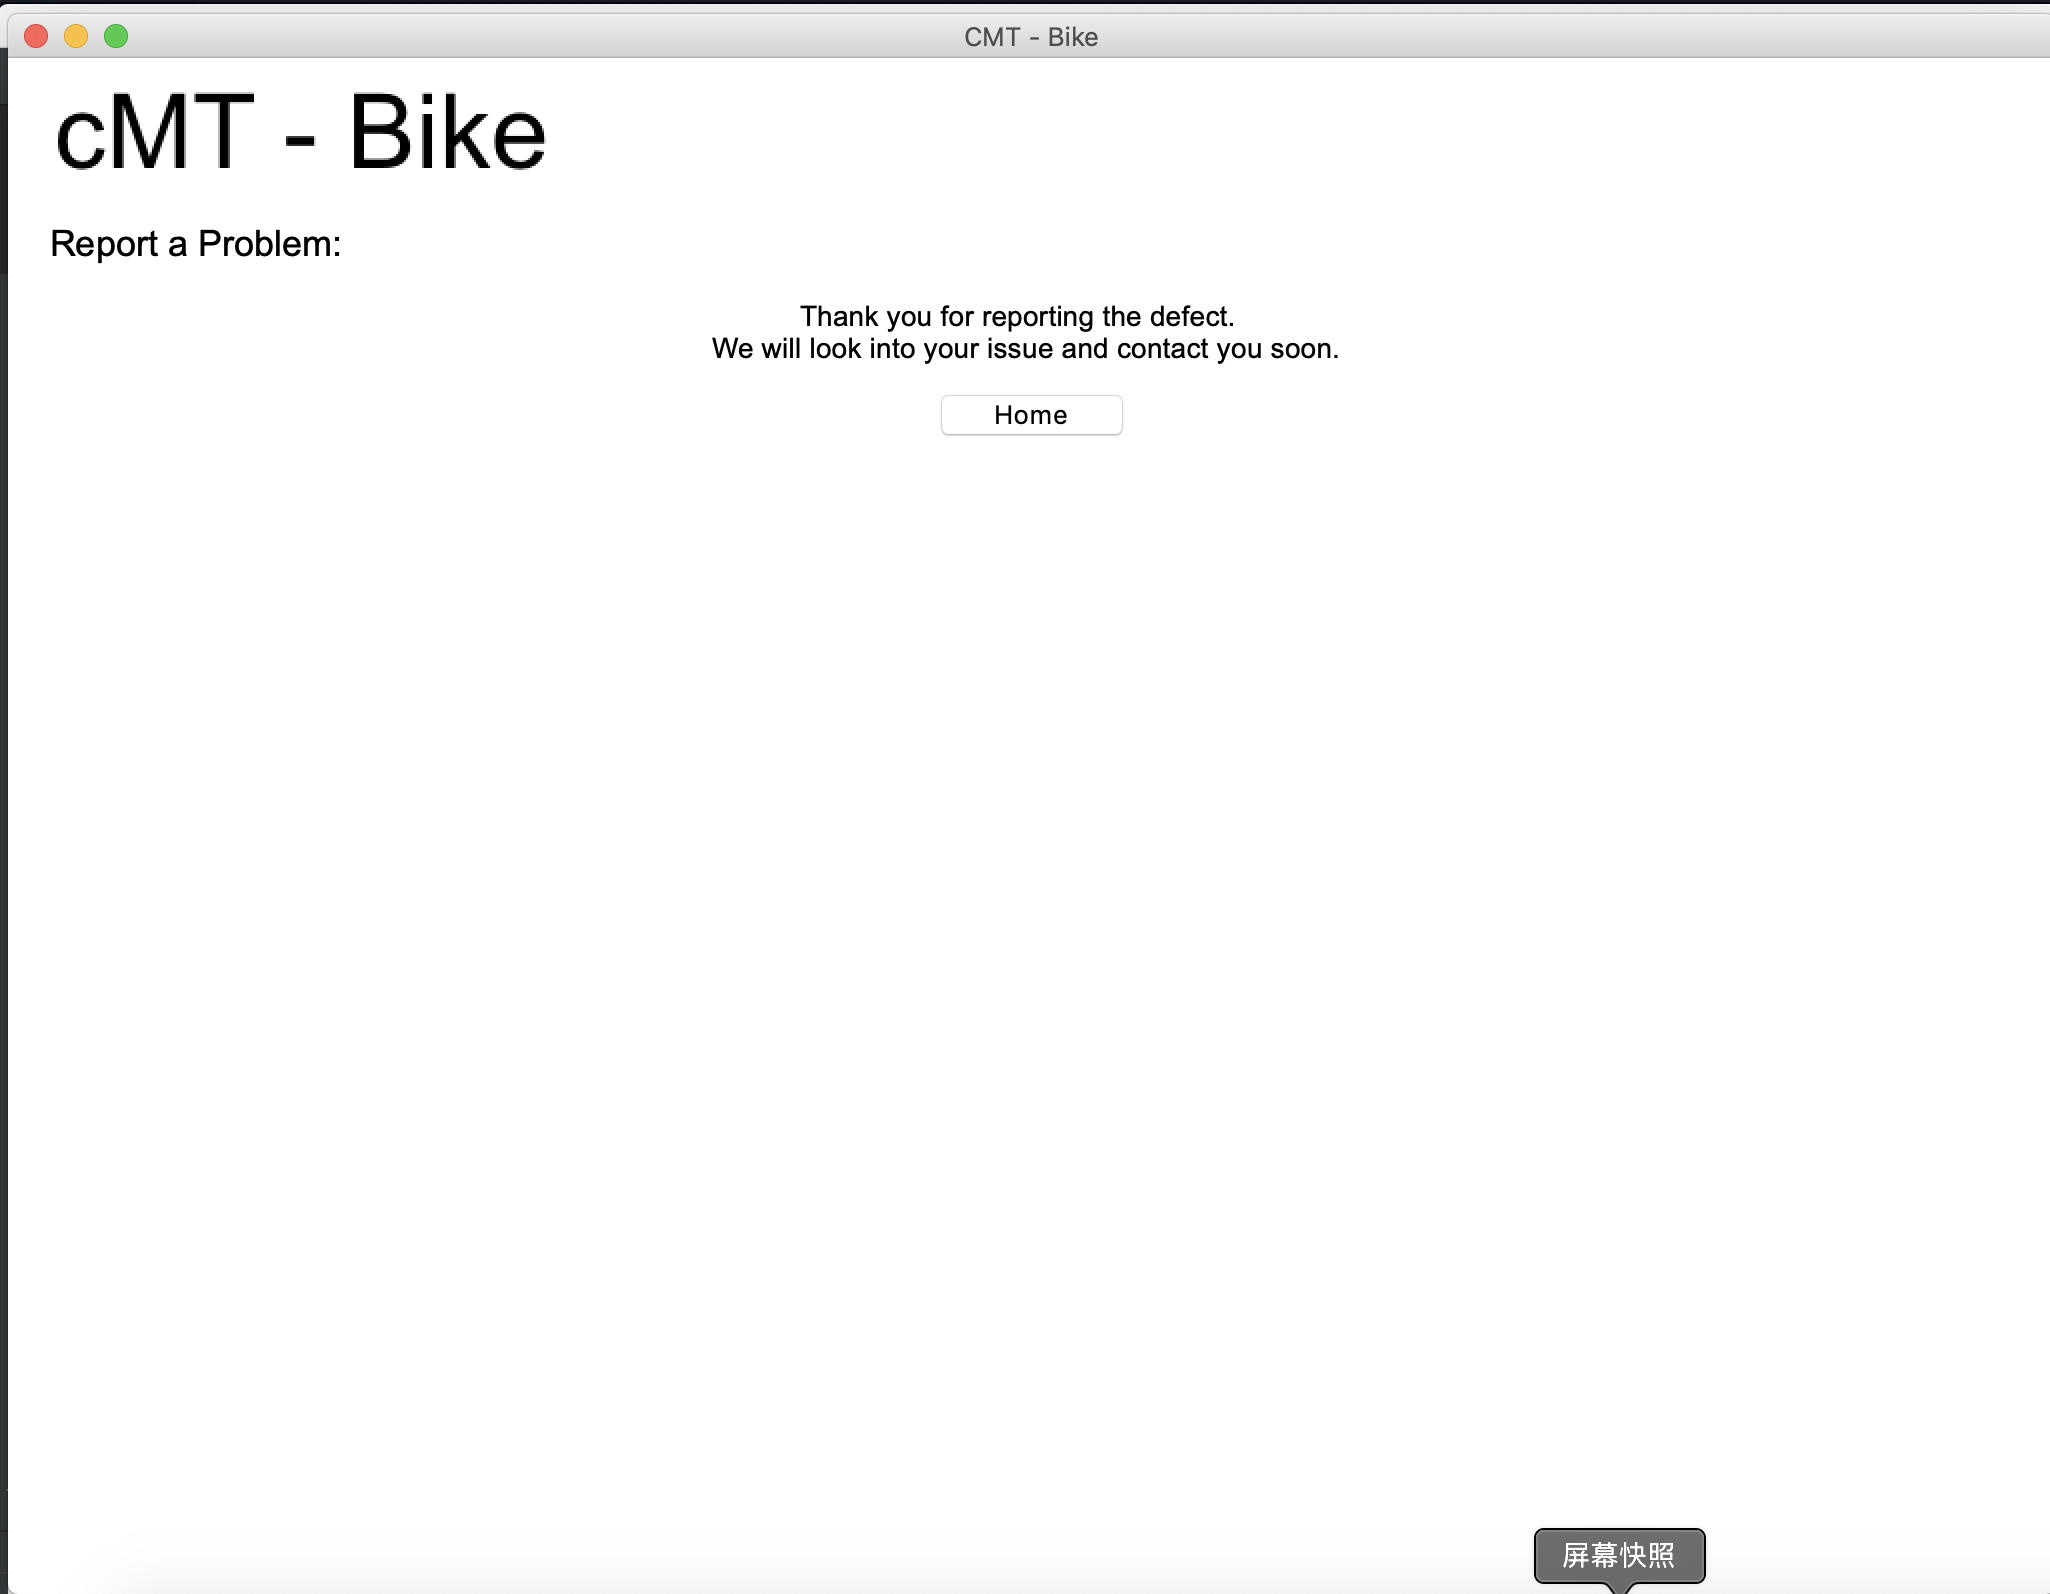 CMT - Bike
cMT - Bike
Report a Problem:
Thank you for reporting the defect.
We will look into your issue and contact you soon.
Home
屏幕快照